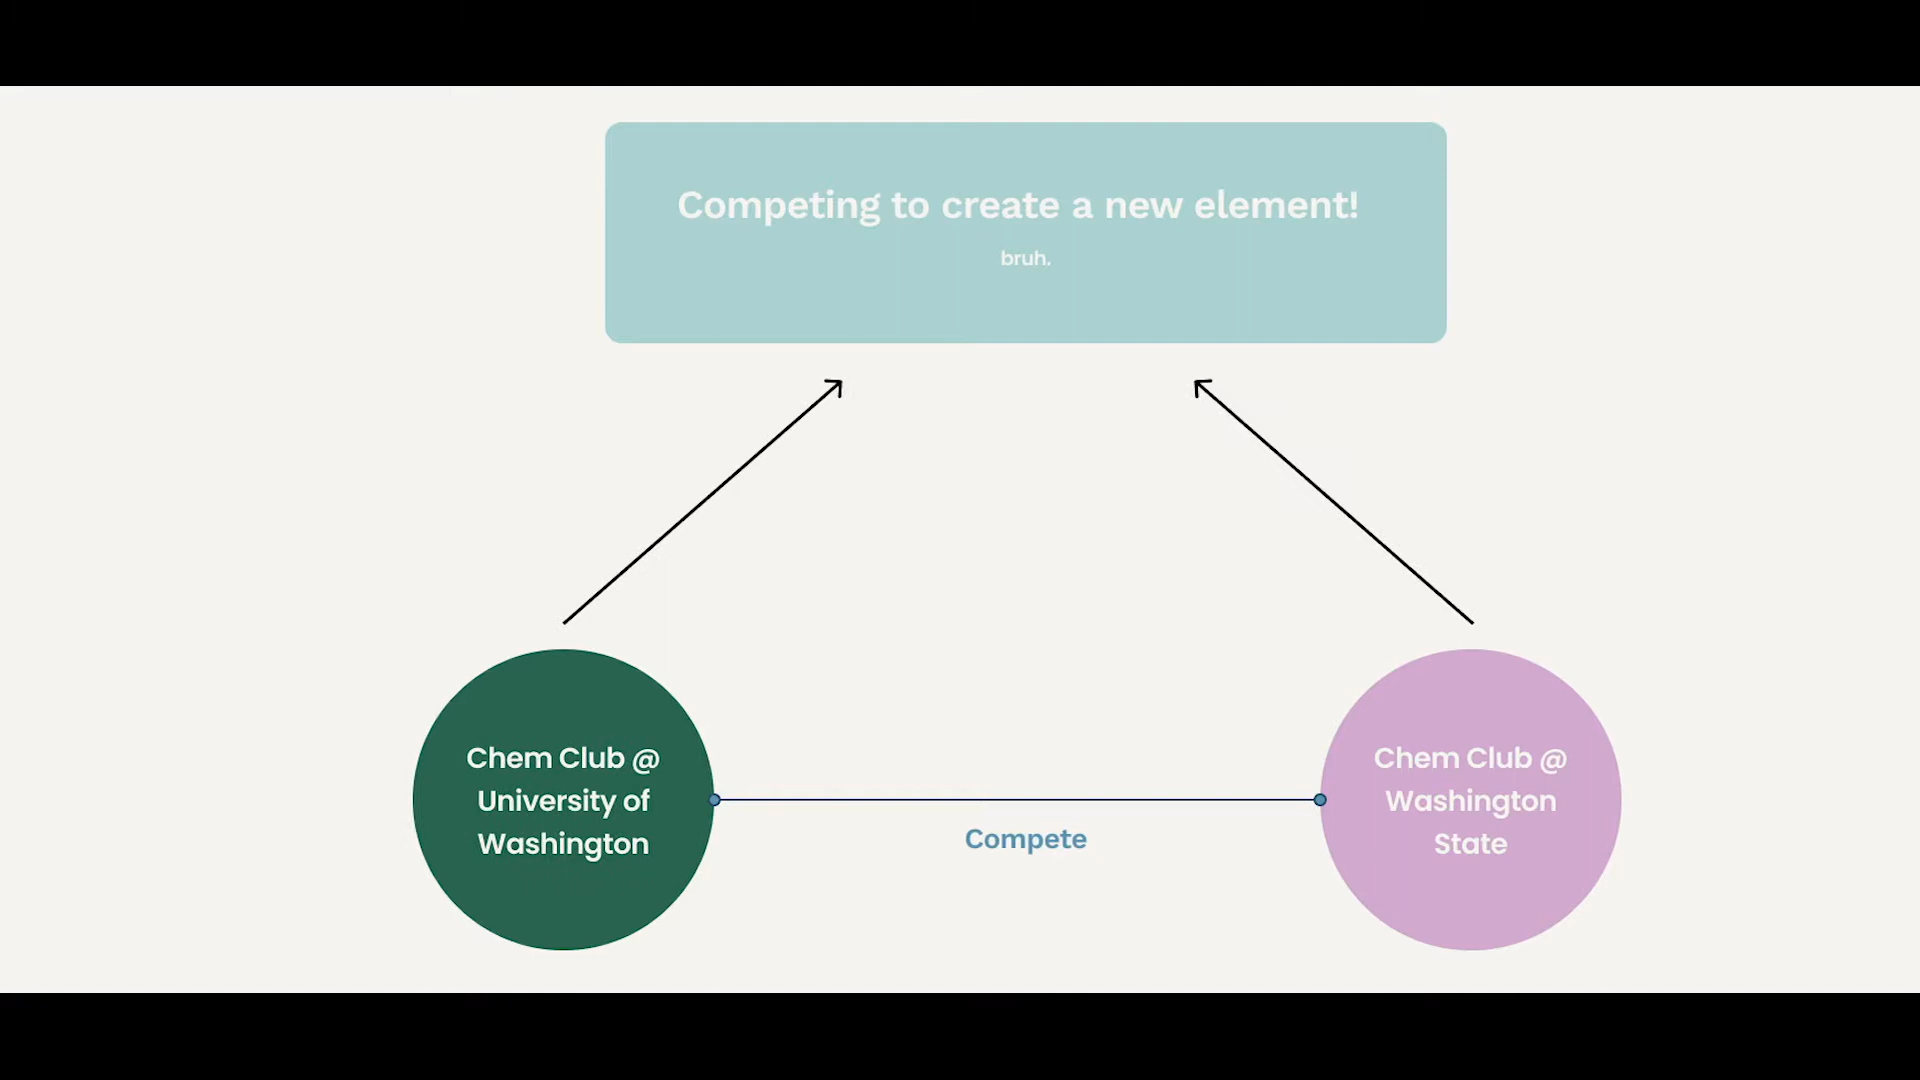 Competing to create a new element!
bruh.
Chem Club @
University of
Washington
Compete
Chem Club @
Washington
State